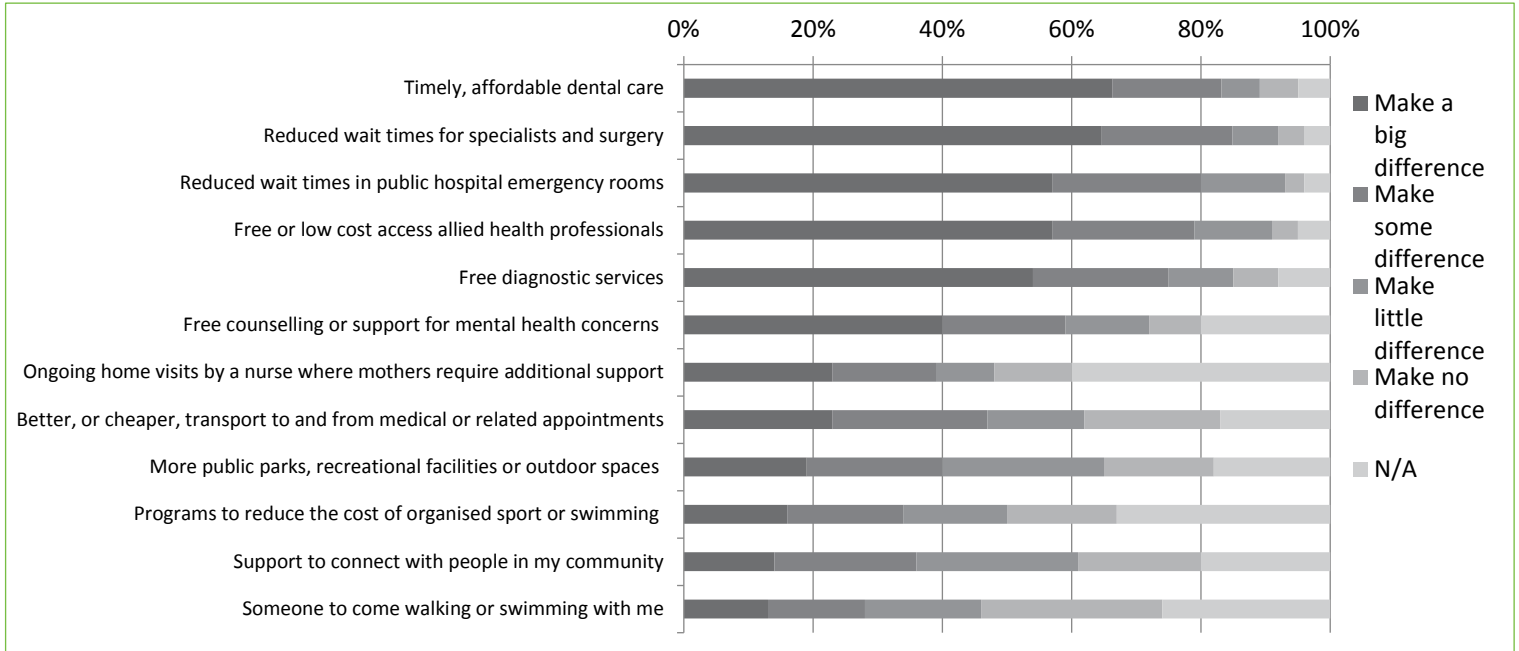 0% 20% 40% 60% 80% 100%
Timely, affordable dental care
Reduced wait times for specialists and surgery
Reduced wait times in public hospital emergency rooms
Free or low cost access allied health professionals
Free diagnostic services
Free counselling or support for mental health concerns
Ongoing home visits by a nurse where mothers require additional support
Better, or cheaper, transport to and from medical or related appointments
More public parks, recreational facilities or outdoor spaces
Programs to reduce the cost of organised sport or swimming
Support to connect with people in my community
Someone to come walking or swimming with me
Make a
big
difference
Make
some
difference
Make
little
difference
Make no
difference
N/A